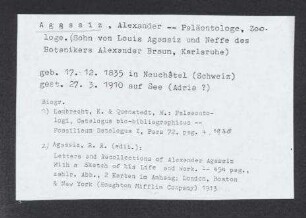 Aggasiz, Alexander -- Paläontologe, Zoo-
loge.(Sohn von Louis Agassiz und Neffe des
Botanikers Alexander Braun, Karlsruhe)
geb. 17. 12. 1835 in Neuchâtel (Schweiz)
gest. 27. 3. 1910 auf See (Adria ?)
Biogr.
1) Lambrecht, K. & Quenstedt, W.: Palaeonto-
logi. Catalogus bio-bibliographicus --
Fossilium Catalogus I, Pars 72. pag. 4. 1938
2) Agassiz, R. R. (edit.):
Letters and Recollections of Alexander Agassiz
With a Sketch of his Life and Work. -- 454 pag.,
zahlr. Abb., 2 Karten im Anhang; London, Boston
& New York (Houghton Mifflin Company) 1913